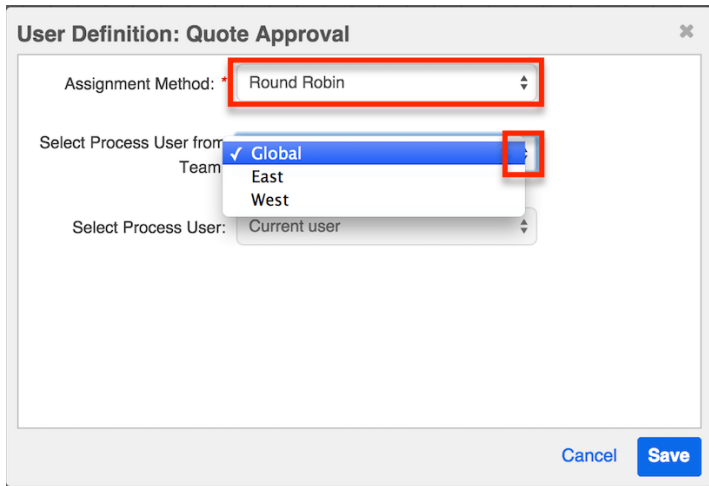 User Definition: Quote Approval
Assignment Method: * Round Robin
Select Process User from
✓ Global
Team
East
West
Select Process User: Current user
Cancel Save